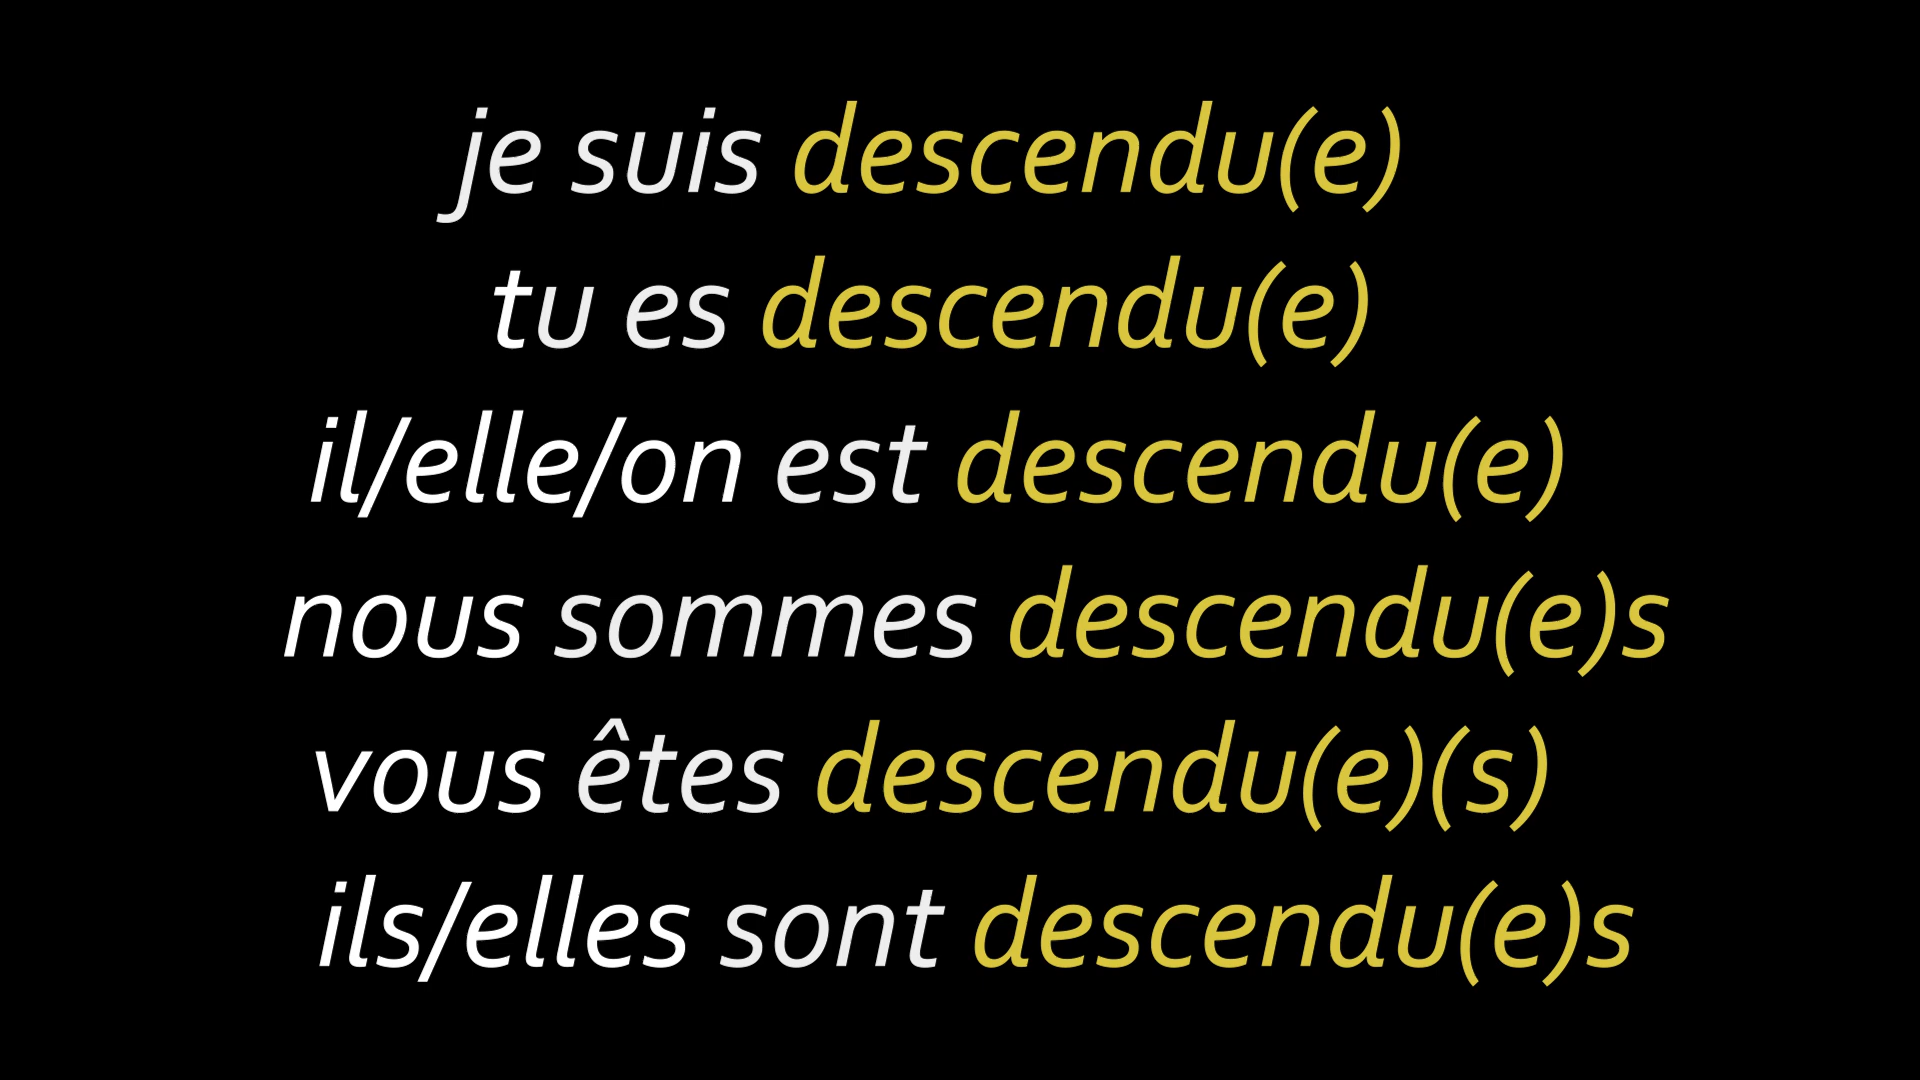 je suis descendu(e)
tu es descendu(e)
il/elle/on est descendu(e)
nous sommes descendu(e)s
vous êtes descendu(e)(s)
ils/elles sont descendu(e)s